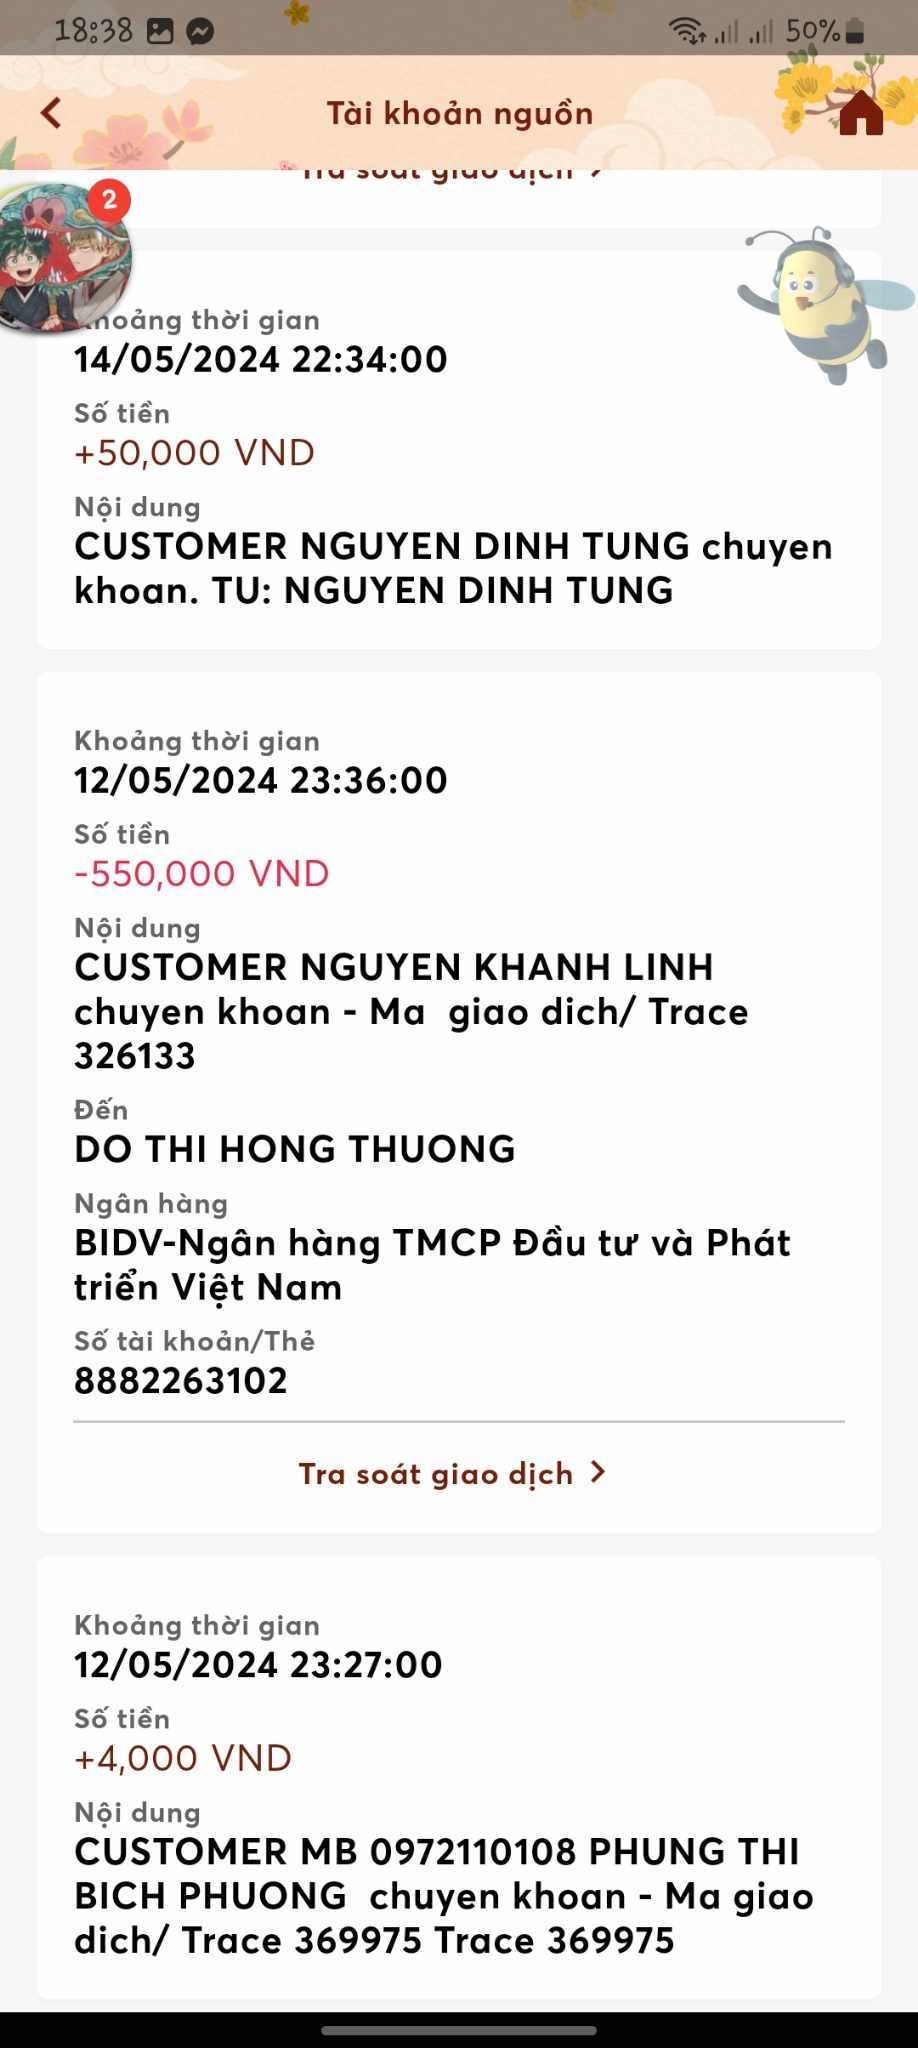 18:38
50%
Tài khoản nguồn
Tra soát giao dịch
2
Khoảng thời gian
14/05/2024 22:34:00
Số tiền
+50,000 VND
Nội dung
CUSTOMER NGUYEN DINH TUNG chuyen
khoan. TU: NGUYEN DINH TUNG
Khoảng thời gian
12/05/2024 23:36:00
Số tiền
-550,000 VND
Nội dung
CUSTOMER NGUYEN KHANH LINH
chuyen khoan - Ma  giao dich/ Trace
326133
Đến
DO THI HONG THUONG
Ngân hàng
BIDV-Ngân hàng TMCP Đầu tư và Phát
triển Việt Nam
Số tài khoản/Thẻ
8882263102
Tra soát giao dịch
Khoảng thời gian
12/05/2024 23:27:00
Số tiền
+4,000 VND
Nội dung
CUSTOMER MB 0972110108 PHUNG THI
BICH PHUONG  chuyen khoan - Ma giao
dich/ Trace 369975 Trace 369975